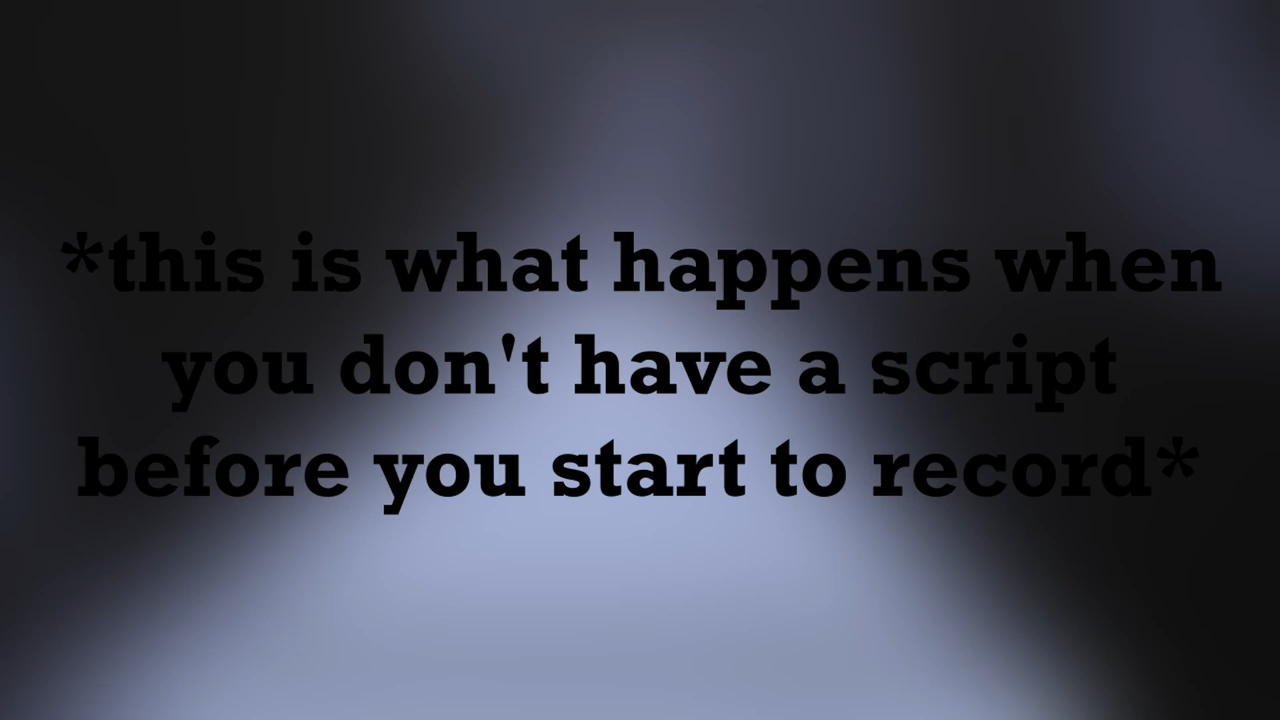 *this is what happens when
you don't have a script
before you start to record*